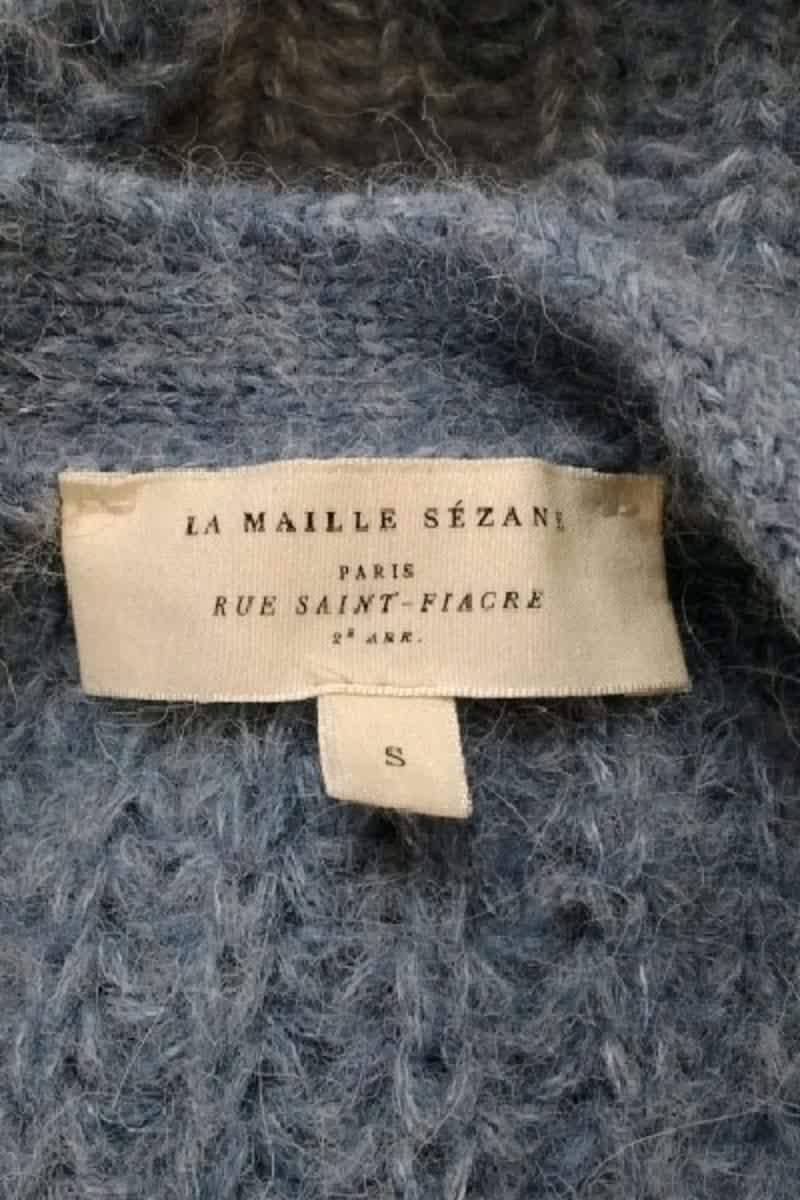 LA MAILLE SÉZANE
PARIS
RUE SAINT-FIACRE
2E ARR.
S